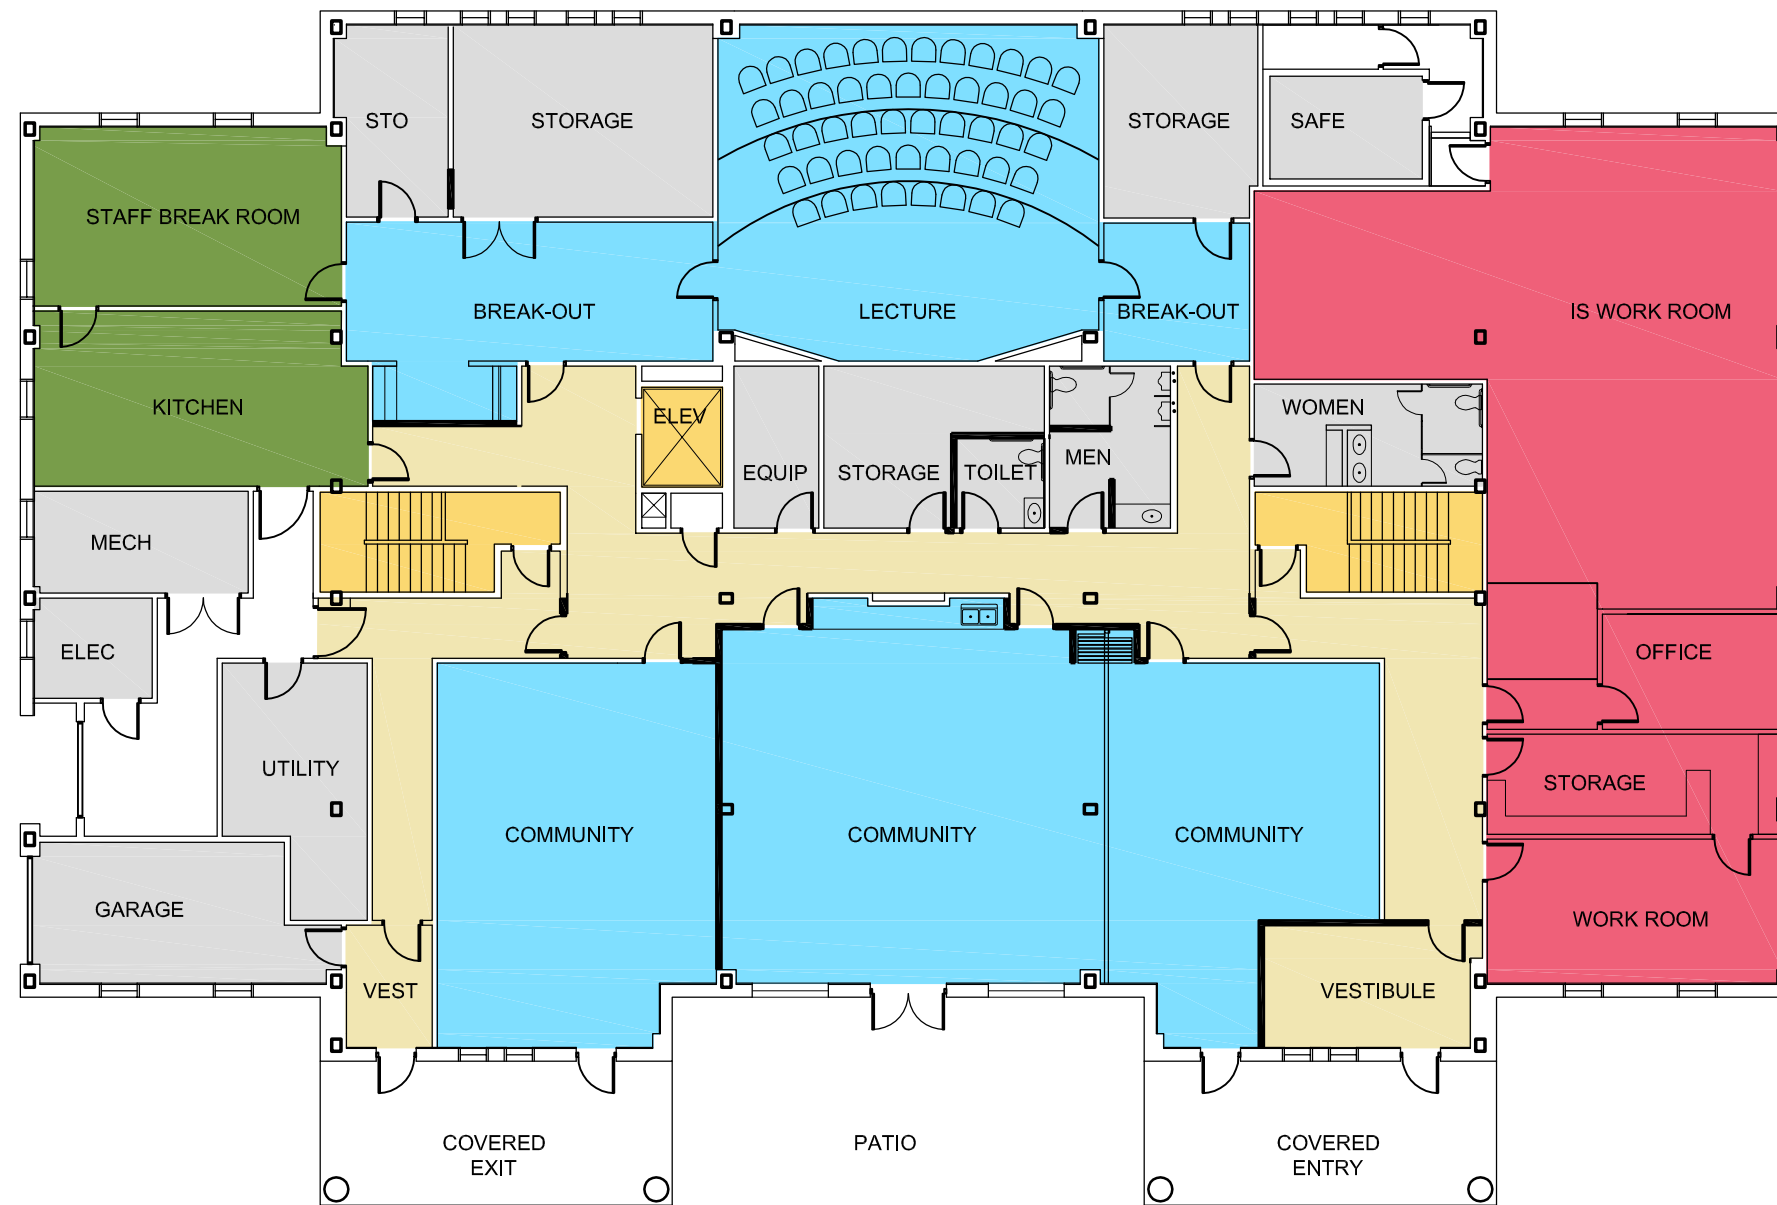 STO
STORAGE
STORAGE
SAFE
STAFF BREAK ROOM
BREAK-OUT
LECTURE
BREAK-OUT
IS WORK ROOM
KITCHEN
ELEV
WOMEN
EQUIP
STORAGE
TOILET
MEN
MECH
ELEC
OFFICE
UTILITY
STORAGE
COMMUNITY
COMMUNITY
COMMUNITY
GARAGE
WORK ROOM
VEST
VESTIBULE
COVERED
EXIT
PATIO
COVERED
ENTRY